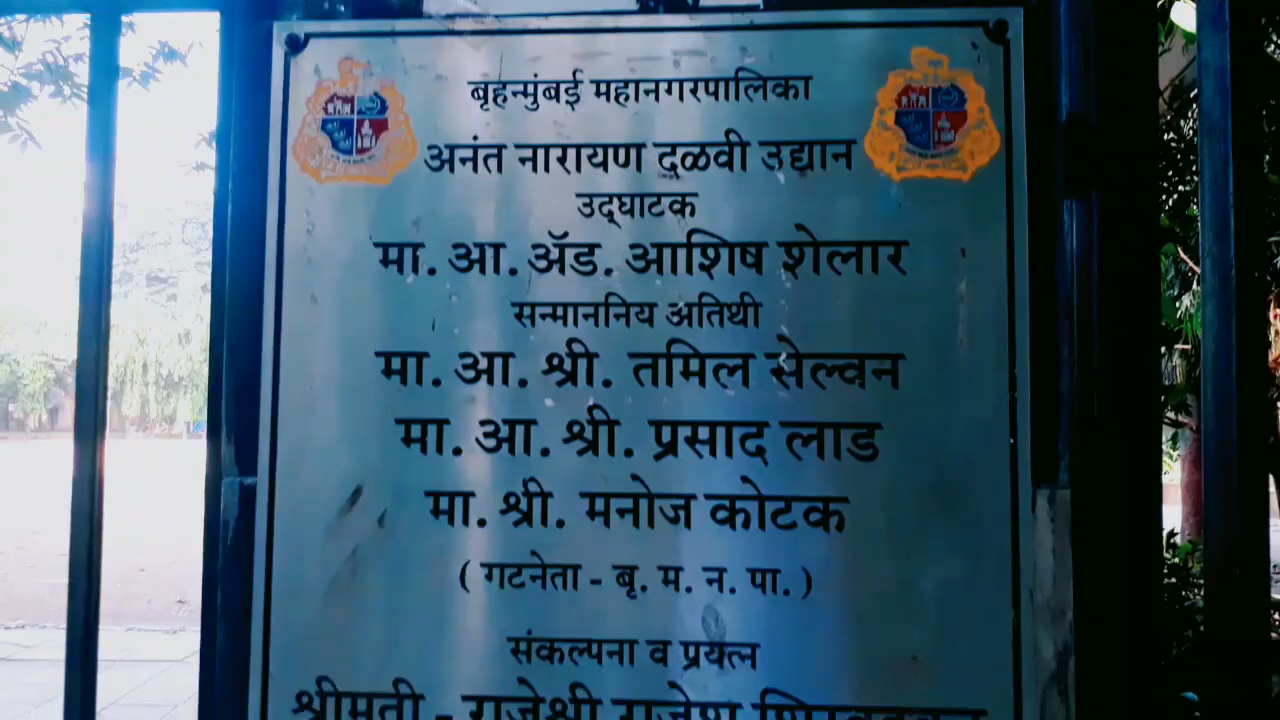 बृहन्मुंबई महानगरपालिका
अनंत नारायण दळवी उद्यान
उद्घाटक
मा. आ. ॲड. आशिष शेलार
सन्माननिय अतिथी
मा. आ. श्री. तमिल सेल्वन
मा. आ. श्री. प्रसाद लाड
मा. श्री. मनोज कोटक
( गटनेता - बृ. म. न. पा. )
संकल्पना व प्रयत्न
श्रीमती - राजेश्री राजेश